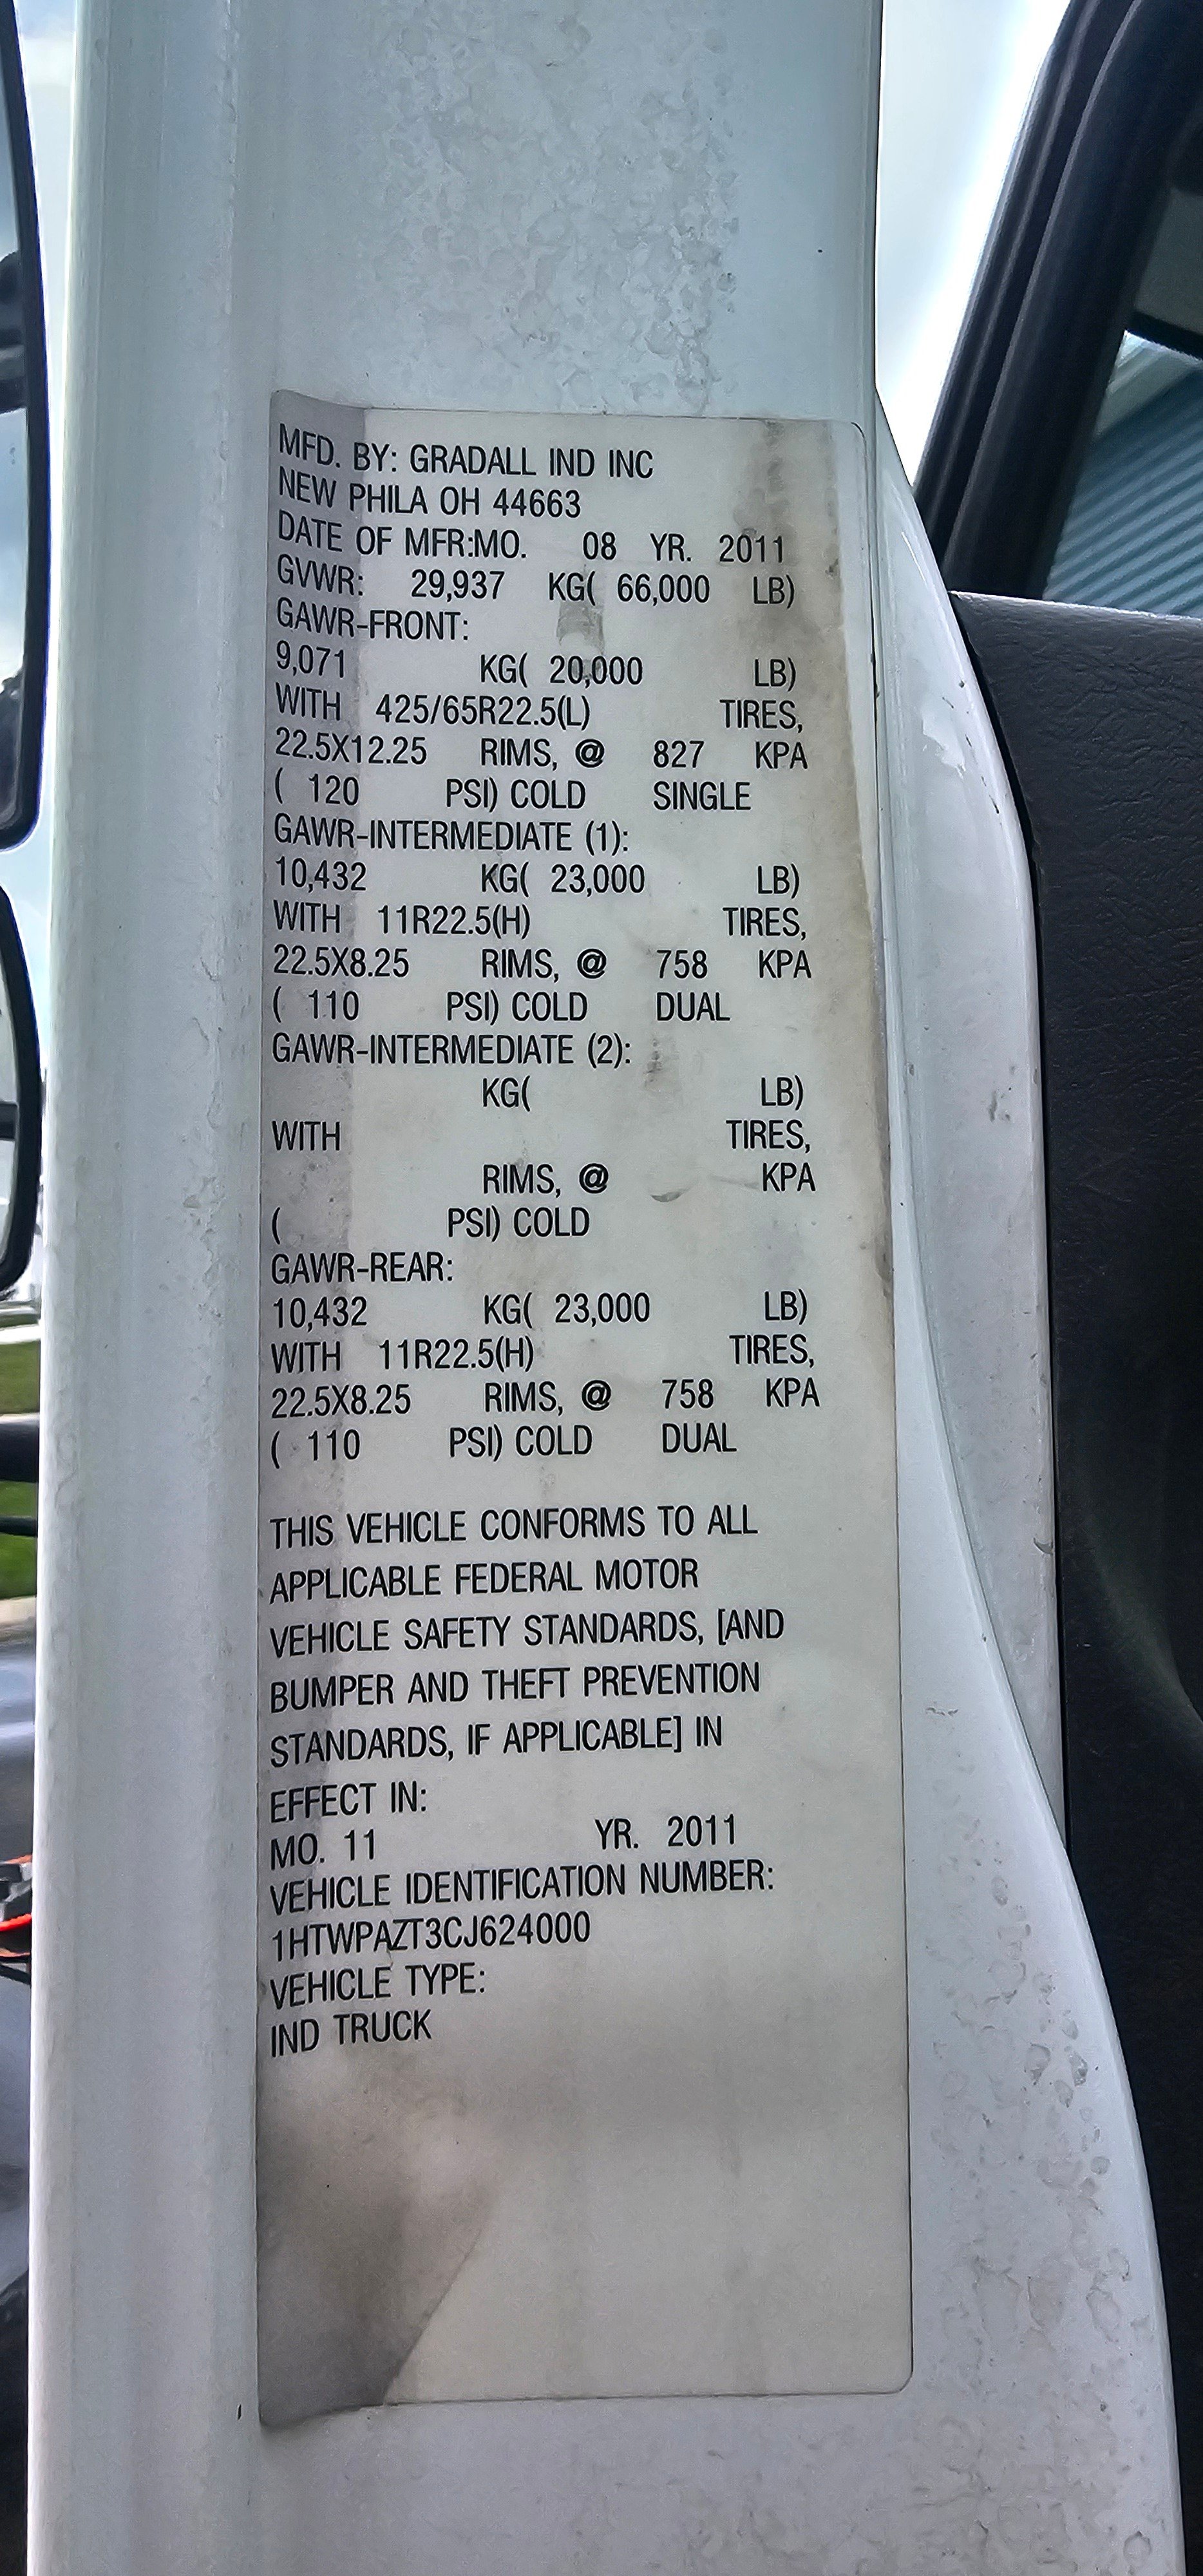 MFD. BY: GRADALL IND INC
NEW PHILA OH 44663
DATE OF MFR:MO. 08 YR. 2011
GVWR: 29,937 KG( 66,000 LB)
GAWR-FRONT:
9,071 KG( 20,000 LB)
WITH 425/65R22.5(L) TIRES,
22.5X12.25 RIMS, @ 827 KPA
( 120 PSI) COLD SINGLE
GAWR-INTERMEDIATE (1):
10,432 KG( 23,000 LB)
WITH 11R22.5(H) TIRES,
22.5X8.25 RIMS, @ 758 KPA
( 110 PSI) COLD DUAL
GAWR-INTERMEDIATE (2):
KG( LB)
WITH TIRES,
RIMS, @ KPA
( PSI) COLD
GAWR-REAR:
10,432 KG( 23,000 LB)
WITH 11R22.5(H) TIRES,
22.5X8.25 RIMS, @ 758 KPA
( 110 PSI) COLD DUAL
THIS VEHICLE CONFORMS TO ALL
APPLICABLE FEDERAL MOTOR
VEHICLE SAFETY STANDARDS, [AND
BUMPER AND THEFT PREVENTION
STANDARDS, IF APPLICABLE] IN
EFFECT IN:
MO. 11 YR. 2011
VEHICLE IDENTIFICATION NUMBER:
1HTWPAZT3CJ624000
VEHICLE TYPE:
IND TRUCK